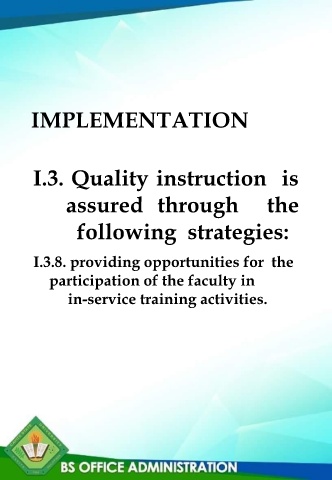 IMPLEMENTATION
I.3. Quality instruction is
assured through the
following strategies:
I.3.8. providing opportunities for the
participation of the faculty in
in-service training activities.
BS OFFICE ADMINISTRATION